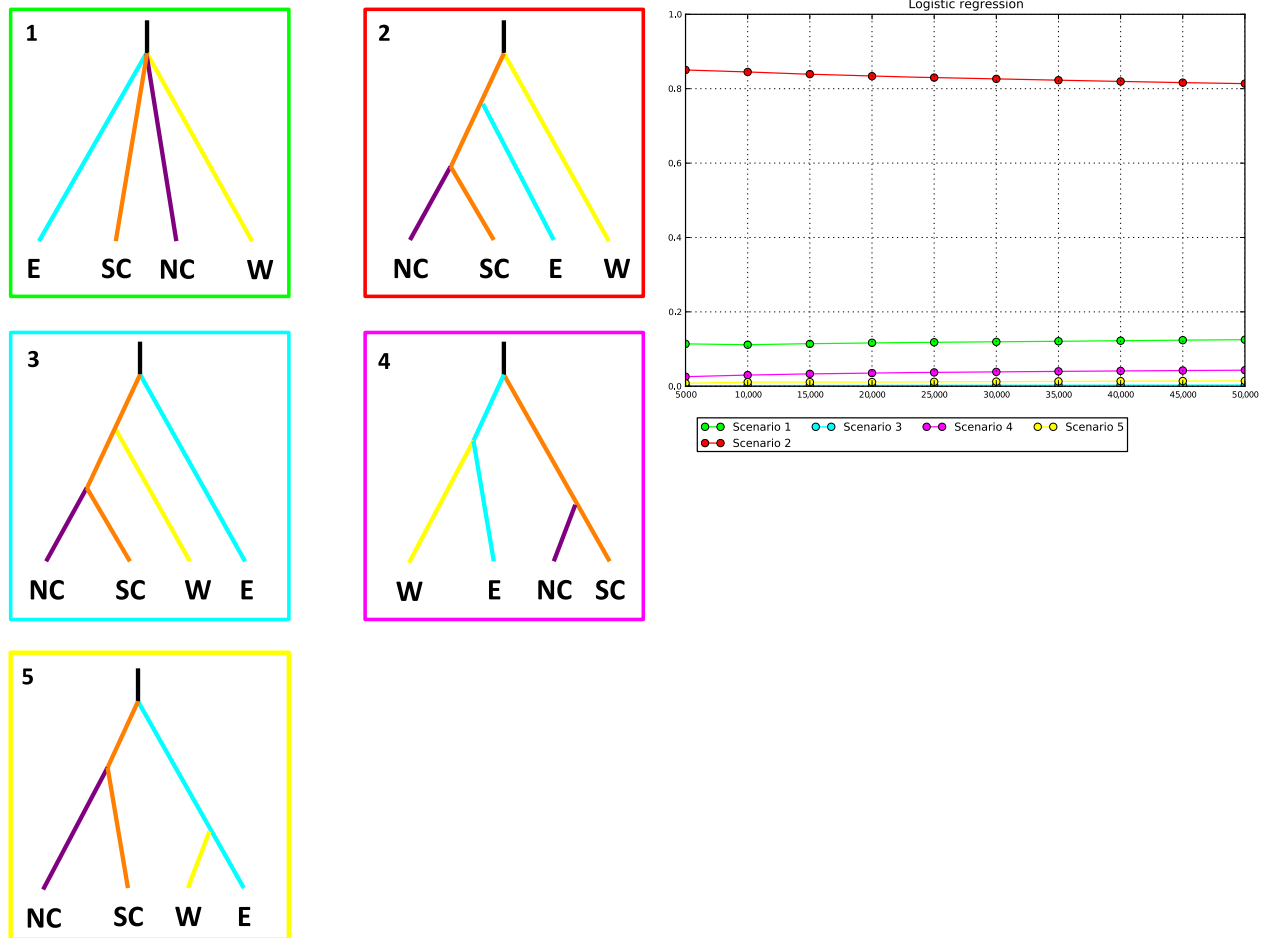 1
E SC NC W
2
NC SC E W
3
NC SC W E
4
W E NC SC
5
NC SC W E
Logistic regression
1.0
0.8
0.6
0.4
0.2
0.0
5000 10,000 15,000 20,000 25,000 30,000 35,000 40,000 45,000 50,000
Scenario 1 Scenario 3 Scenario 4 Scenario 5
Scenario 2